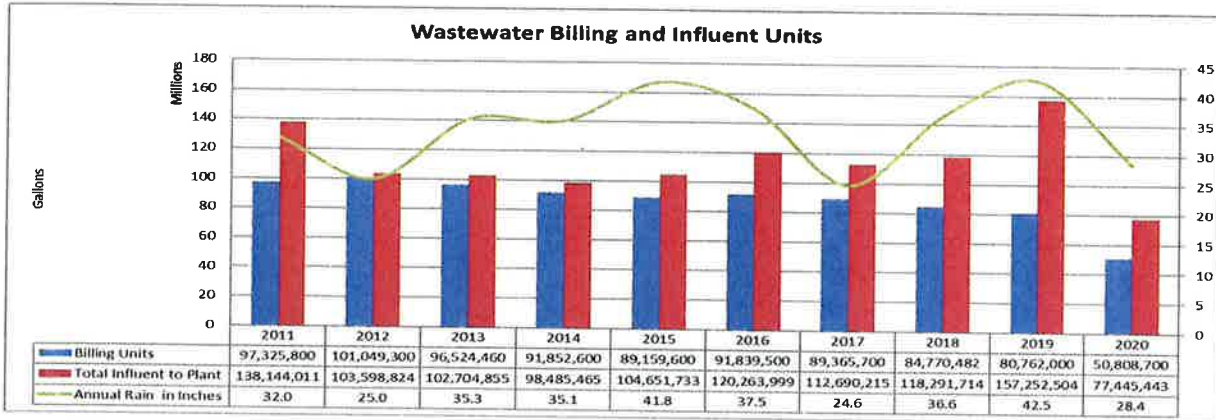 Wastewater Billing and Influent Units
Gallons
Millions
180
160
140
120
100
80
60
40
20
0
45
40
35
30
25
20
15
10
5
0
2011 2012 2013 2014 2015 2016 2017 2018 2019 2020
Billing Units 97,325,800 101,049,300 96,524,460 91,852,600 89,159,600 91,839,500 89,365,700 84,770,482 80,762,000 50,808,700
Total Influent to Plant 138,144,011 103,598,824 102,704,855 98,485,465 104,651,733 120,263,999 112,690,215 118,291,714 157,252,504 77,445,443
Annual Rain in Inches 32.0 25.0 35.3 35.1 41.8 37.5 24.6 36.6 42.5 28.4